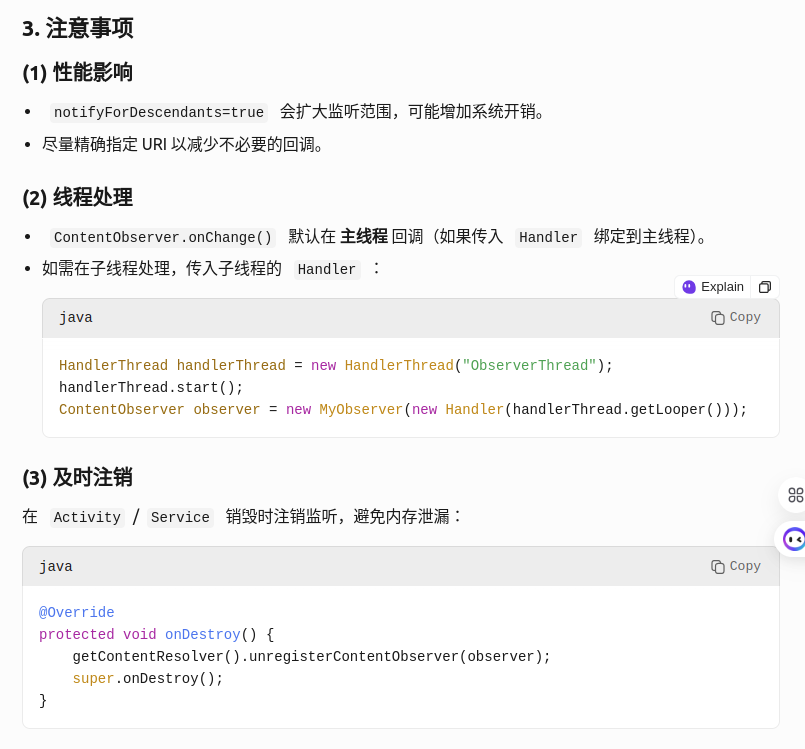 3. 注意事项
(1) 性能影响
• notifyForDescendants=true 会扩大监听范围，可能增加系统开销。
• 尽量精确指定 URI 以减少不必要的回调。
(2) 线程处理
• ContentObserver.onChange() 默认在 主线程 回调（如果传入 Handler 绑定到主线程）。
• 如需在子线程处理，传入子线程的 Handler ：
Explain
java Copy
HandlerThread handlerThread = new HandlerThread("ObserverThread");
handlerThread.start();
ContentObserver observer = new MyObserver(new Handler(handlerThread.getLooper()));
(3) 及时注销
在 Activity / Service 销毁时注销监听，避免内存泄漏：
java Copy
@Override
protected void onDestroy() {
    getContentResolver().unregisterContentObserver(observer);
    super.onDestroy();
}